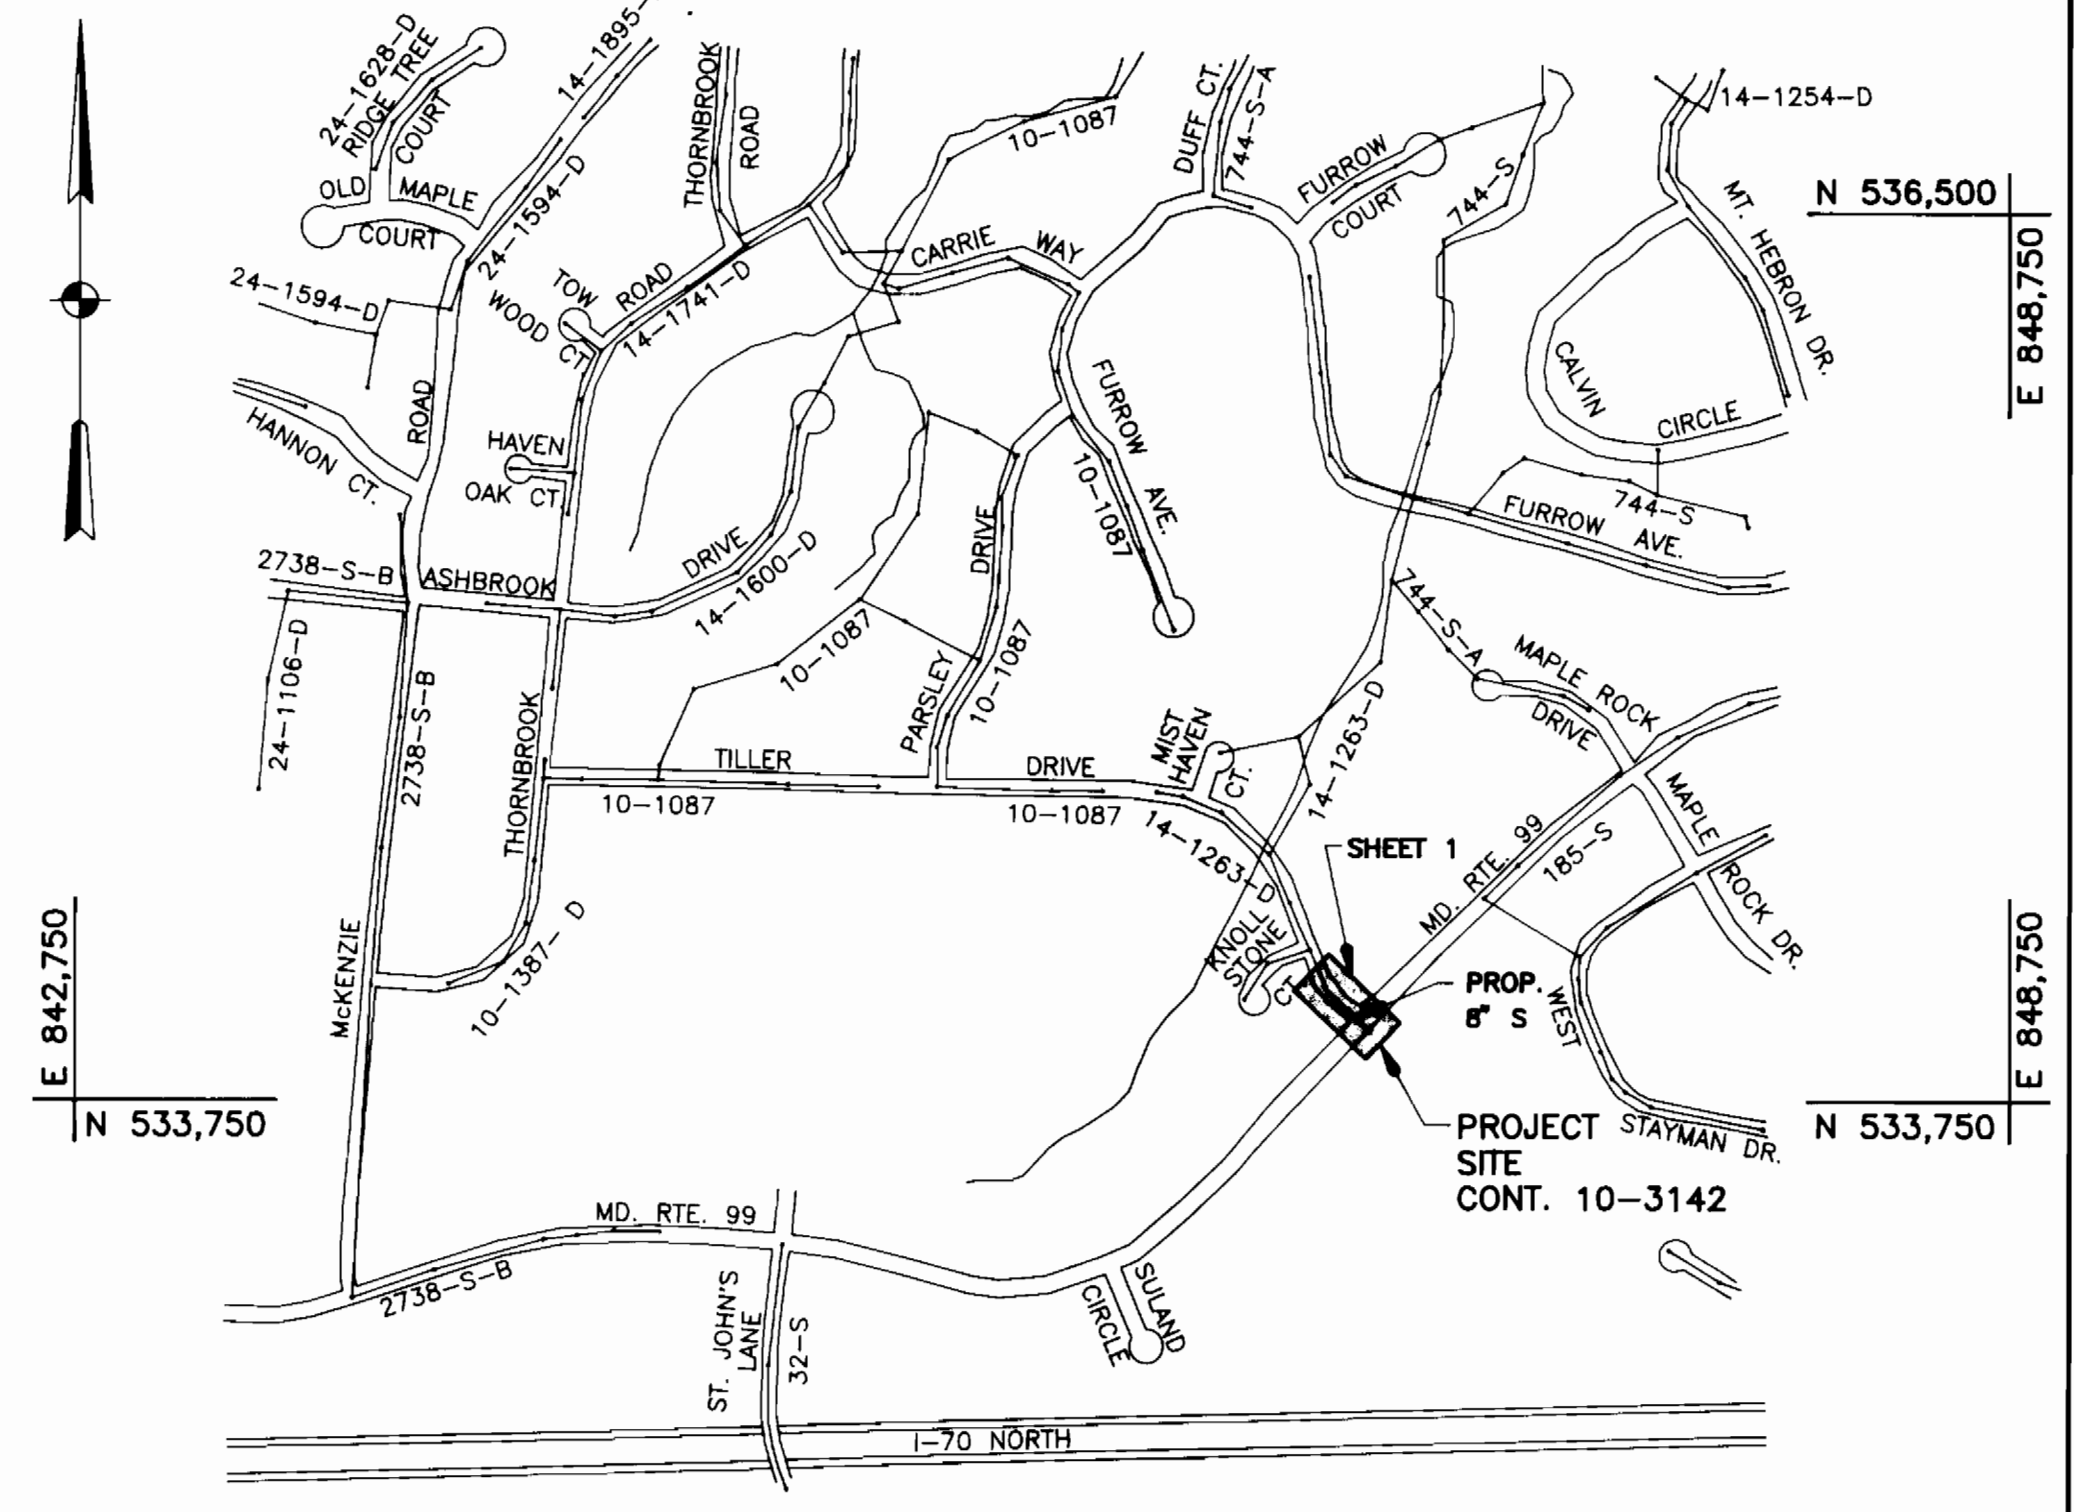 24-1628-D
RIDGE TREE
COURT
14-1895-
THORNBROOK
ROAD
10-1087
DUFF CT.
744-S-A
FURROW
COURT
744-S
14-1254-D
MT. HEBRON DR.
N 536,500
E 848,750
OLD MAPLE
COURT
24-1594-D
24-1594-D
TOW
WOOD CT.
ROAD
14-1741-D
CARRIE WAY
CALVIN
CIRCLE
HANNON CT.
ROAD
HAVEN
OAK CT.
FURROW AVE.
10-1087
744-S
FURROW AVE.
2738-S-B
ASHBROOK
DRIVE
14-1600-D
DRIVE
10-1087
10-1087
PARSLEY
744-S-A
MAPLE ROCK
DRIVE
24-1106-D
2738-S-B
THORNBROOK
TILLER
10-1087
DRIVE
10-1087
MIST
HAVEN
CT.
14-1263-D
14-1263-D
SHEET 1
MD. RTE. 99
185-S
MAPLE
ROCK DR.
McKENZIE
10-1387- D
KNOLL
STONE
CT.
PROP.
8" S
WEST
STAYMAN DR.
E 842,750
N 533,750
E 848,750
N 533,750
PROJECT
SITE
CONT. 10-3142
MD. RTE. 99
2738-S-B
ST. JOHN'S
LANE
32-S
SULAND
CIRCLE
I-70 NORTH